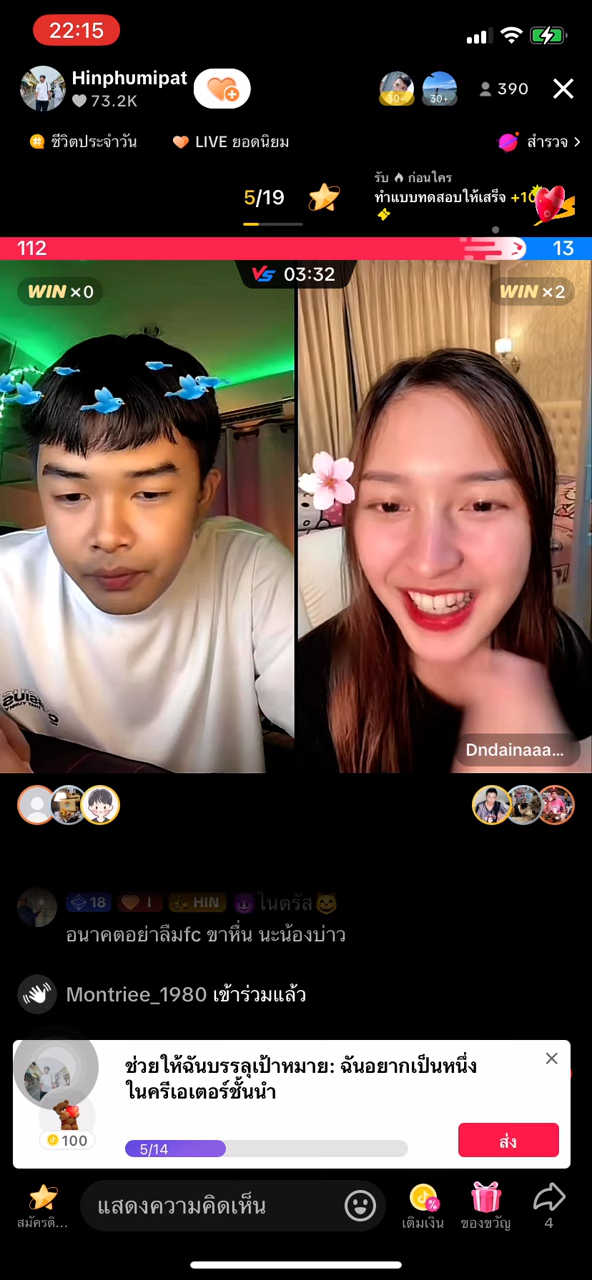 22:15
Hinphumipat
73.2K
30+
30+
390
ชีวิตประจำวัน
LIVE ยอดนิยม
สำรวจ
5/19
รับ ก่อนใคร
ทำแบบทดสอบให้เสร็จ +10
112
13
VS 03:32
WIN ×0
WIN ×2
Dndainaaa...
18 I HIN ไนตรัส
อนาคตอย่าลืมfc ขาหื่น นะน้องบ่าว
Montriee_1980 เข้าร่วมแล้ว
ช่วยให้ฉันบรรลุเป้าหมาย: ฉันอยากเป็นหนึ่ง
ในครีเอเตอร์ชั้นนำ
100
5/14
ส่ง
สมัครติ...
แสดงความคิดเห็น
เติมเงิน
ของขวัญ
4